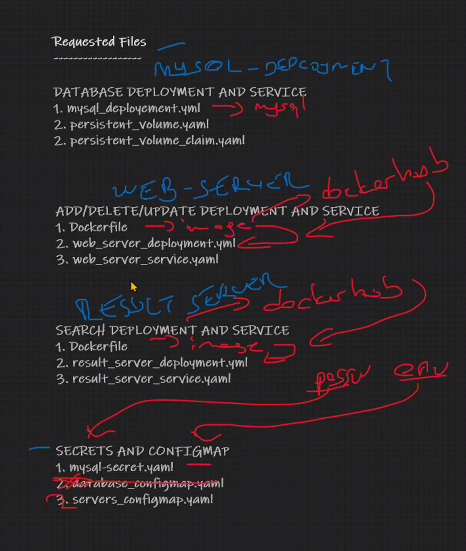 Requested Files
------------------
MYSQL-DEPLOYMENT
DATABASE DEPLOYMENT AND SERVICE
1. mysql_deployement.yml → mysql
2. persistent_volume.yaml
2. persistent_volume_claim.yaml
WEB-SERVER dockerhub
ADD/DELETE/UPDATE DEPLOYMENT AND SERVICE
1. Dockerfile → image
2. web_server_deployment.yml
3. web_server_service.yaml
RESULT SERVER dockerhub
SEARCH DEPLOYMENT AND SERVICE
1. Dockerfile → image
2. result_server_deployment.yml
3. result_server_service.yaml
passw env
SECRETS AND CONFIGMAP
1. mysql-secret.yaml
2. database_configmap.yaml
2 3. servers_configmap.yaml